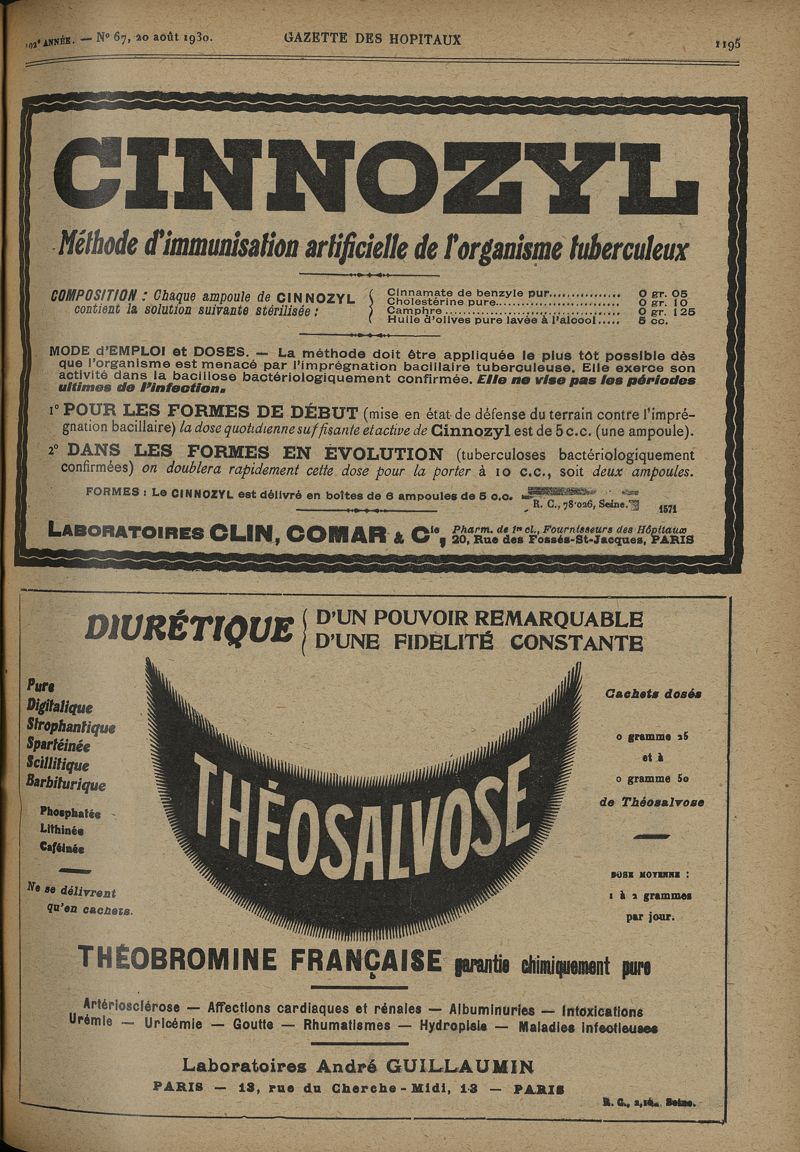 102e ANNÉE. — No 67, 20 août 1930.
GAZETTE DES HOPITAUX
1195
CINNOZYL
Méthode d'immunisation artificielle de l'organisme tuberculeux
COMPOSITION : Chaque ampoule de CINNOZYL
contient la solution suivante stérilisée :
Cinnamate de benzyle pur............... 0 gr. 05
Cholestérine pure.......................... 0 gr. 10
Camphre....................................... 0 gr. 125
Huile d'olives pure lavée à l'alcool..... 5 cc.
MODE d'EMPLOI et DOSES. — La méthode doit être appliquée le plus tôt possible dès
que l'organisme est menacé par l'imprégnation bacillaire tuberculeuse. Elle exerce son
activité dans la bacillose bactériologiquement confirmée. Elle ne vise pas les périodes
ultimes de l'infection.
1o POUR LES FORMES DE DÉBUT (mise en état de défense du terrain contre l'impré-
gnation bacillaire) la dose quotidienne suffisante et active de Cinnozyl est de 5 c.c. (une ampoule).
2o DANS LES FORMES EN ÉVOLUTION (tuberculoses bactériologiquement
confirmées) on doublera rapidement cette dose pour la porter à 10 c.c., soit deux ampoules.
FORMES : Le CINNOZYL est délivré en boîtes de 6 ampoules de 5 c.c.
R. C., 78.026, Seine.
1571
LABORATOIRES CLIN, COMAR & Cie, Pharm. de 1re cl., Fournisseurs des Hôpitaux
20, Rue des Fossés-St-Jacques, PARIS
DIURÉTIQUE
D'UN POUVOIR REMARQUABLE
D'UNE FIDÉLITÉ CONSTANTE
Pure
Digitalique
Strophantique
Spartéinée
Scillitique
Barbiturique
Phosphatée
Lithinée
Caféinée
Ne se délivrent
qu'en cachets.
THÉOSALVOSE
Cachets dosés
0 gramme 25
et à
0 gramme 50
de Théosalvose
DOSE MOYENNE :
1 à 2 grammes
par jour.
THÉOBROMINE FRANÇAISE garantie chimiquement pure
Artériosclérose — Affections cardiaques et rénales — Albuminuries — Intoxications
Urémie — Uricémie — Goutte — Rhumatismes — Hydropisie — Maladies infectieuses
Laboratoires André GUILLAUMIN
PARIS — 13, rue du Cherche-Midi, 13 — PARIS
R. C., Seine.